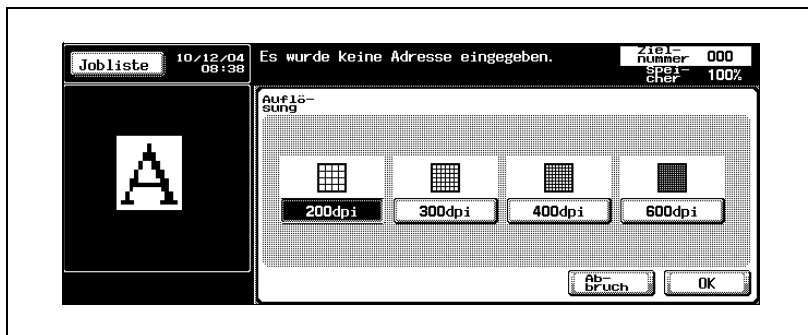 Jobliste
10/12/04
08:38
Es wurde keine Adresse eingegeben.
Ziel-
nummer 000
Spei-
cher 100%
Auflö-
sung
A
200dpi 300dpi 400dpi 600dpi
Ab-
bruch
OK